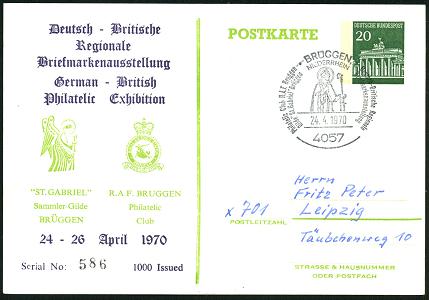 Deutsch - Britische
Regionale
Briefmarkenausstellung
German - British
Philatelic Exhibition
"ST. GABRIEL"
Sammler-Gilde
BRÜGGEN
R.A.F. BRUGGEN
Philatelic
Club
24 - 26 April 1970
Serial No: 586 1000 Issued
POSTKARTE
DEUTSCHE BUNDESPOST
20
BRÜGGEN
NIEDERRHEIN
24.4.1970
4057
Herrn
Fritz Peter
x 701 Leipzig
POSTLEITZAHL
Täubchenweg 10
STRASSE & HAUSNUMMER
ODER POSTFACH